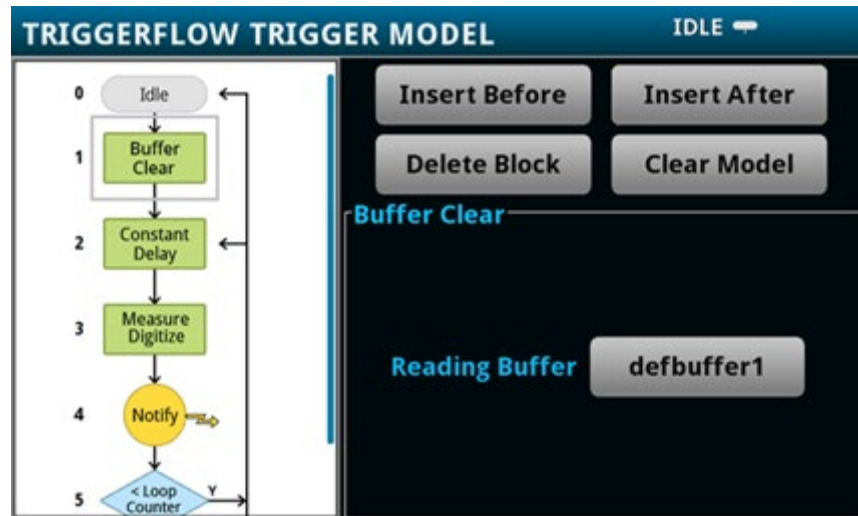 TRIGGERFLOW TRIGGER MODEL
IDLE
0
Idle
1
Buffer
Clear
2
Constant
Delay
3
Measure
Digitize
4
Notify
5
< Loop
Counter
Y
Insert Before
Insert After
Delete Block
Clear Model
Buffer Clear
Reading Buffer
defbuffer1